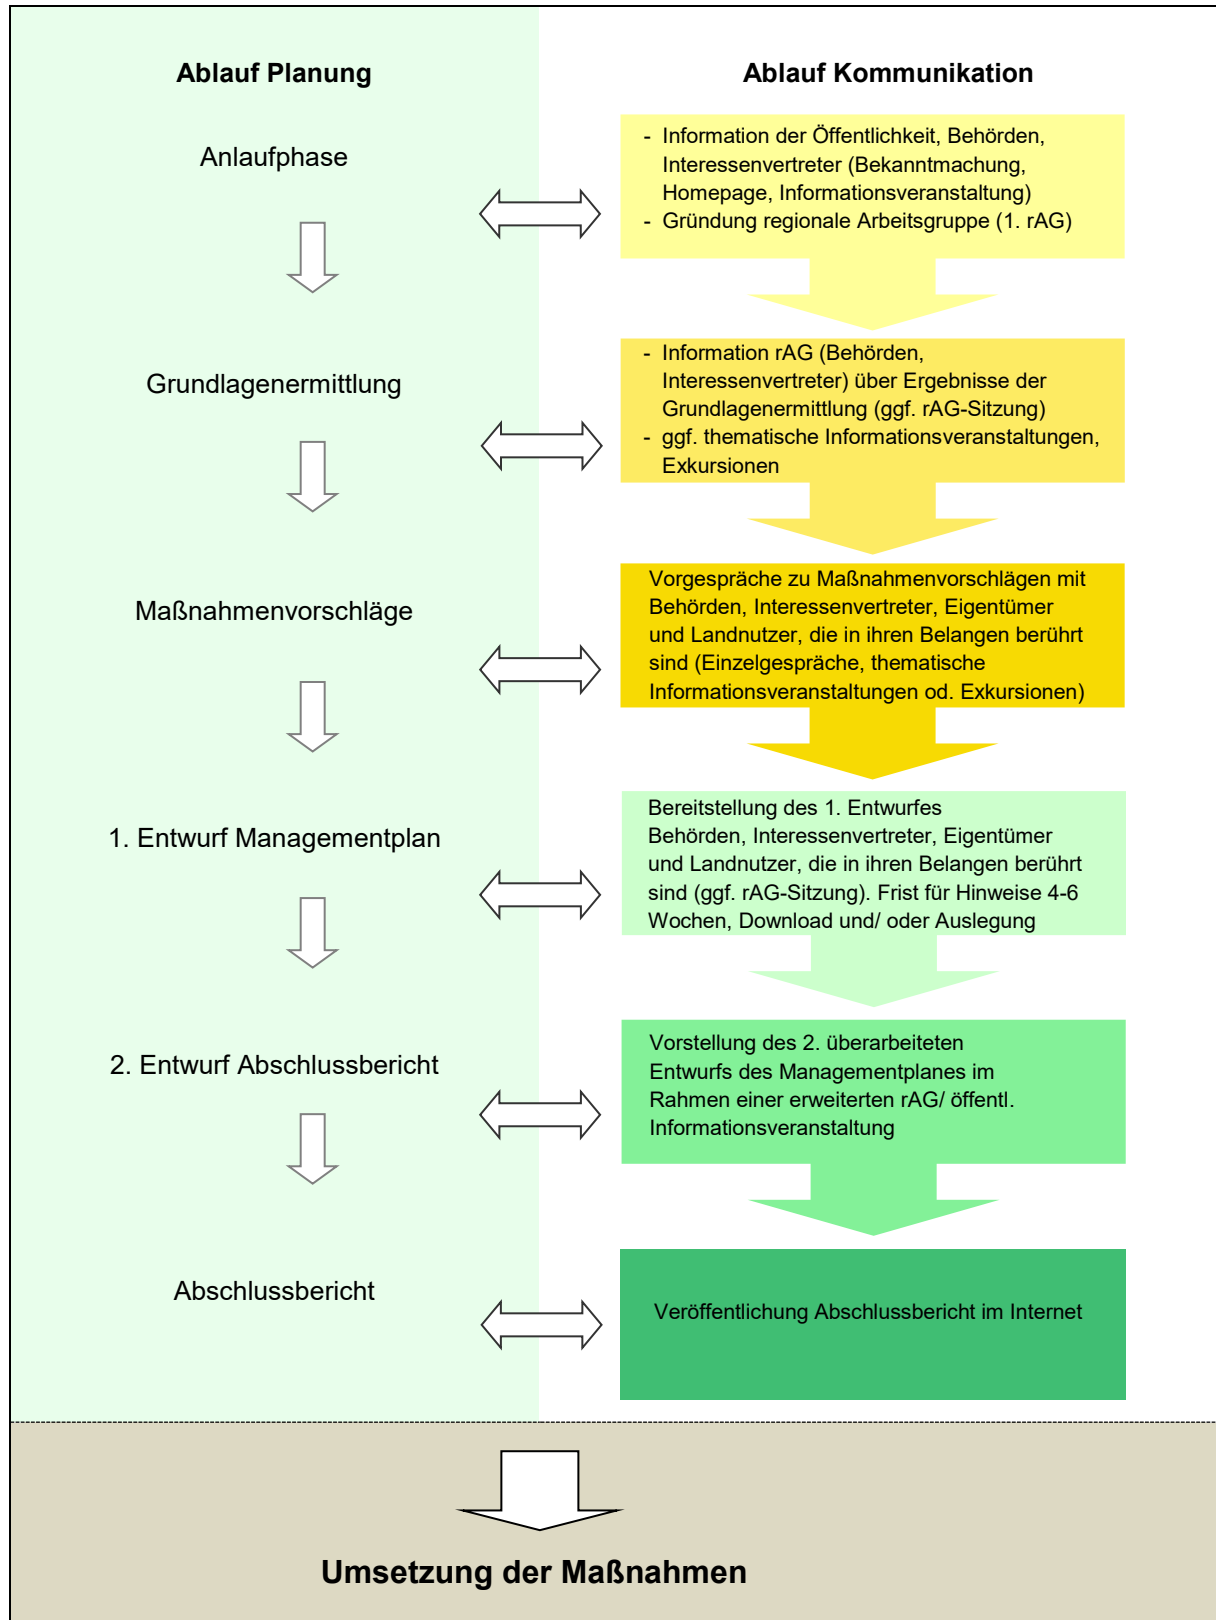 Ablauf Planung
Ablauf Kommunikation
Anlaufphase
- Information der Öffentlichkeit, Behörden,
Interessenvertreter (Bekanntmachung,
Homepage, Informationsveranstaltung)
- Gründung regionale Arbeitsgruppe (1. rAG)
Grundlagenermittlung
- Information rAG (Behörden,
Interessenvertreter) über Ergebnisse der
Grundlagenermittlung (ggf. rAG-Sitzung)
- ggf. thematische Informationsveranstaltungen,
Exkursionen
Maßnahmenvorschläge
Vorgespräche zu Maßnahmenvorschlägen mit
Behörden, Interessenvertreter, Eigentümer
und Landnutzer, die in ihren Belangen berührt
sind (Einzelgespräche, thematische
Informationsveranstaltungen od. Exkursionen)
1. Entwurf Managementplan
Bereitstellung des 1. Entwurfes
Behörden, Interessenvertreter, Eigentümer
und Landnutzer, die in ihren Belangen berührt
sind (ggf. rAG-Sitzung). Frist für Hinweise 4-6
Wochen, Download und/ oder Auslegung
2. Entwurf Abschlussbericht
Vorstellung des 2. überarbeiteten
Entwurfs des Managementplanes im
Rahmen einer erweiterten rAG/ öffentl.
Informationsveranstaltung
Abschlussbericht
Veröffentlichung Abschlussbericht im Internet
Umsetzung der Maßnahmen